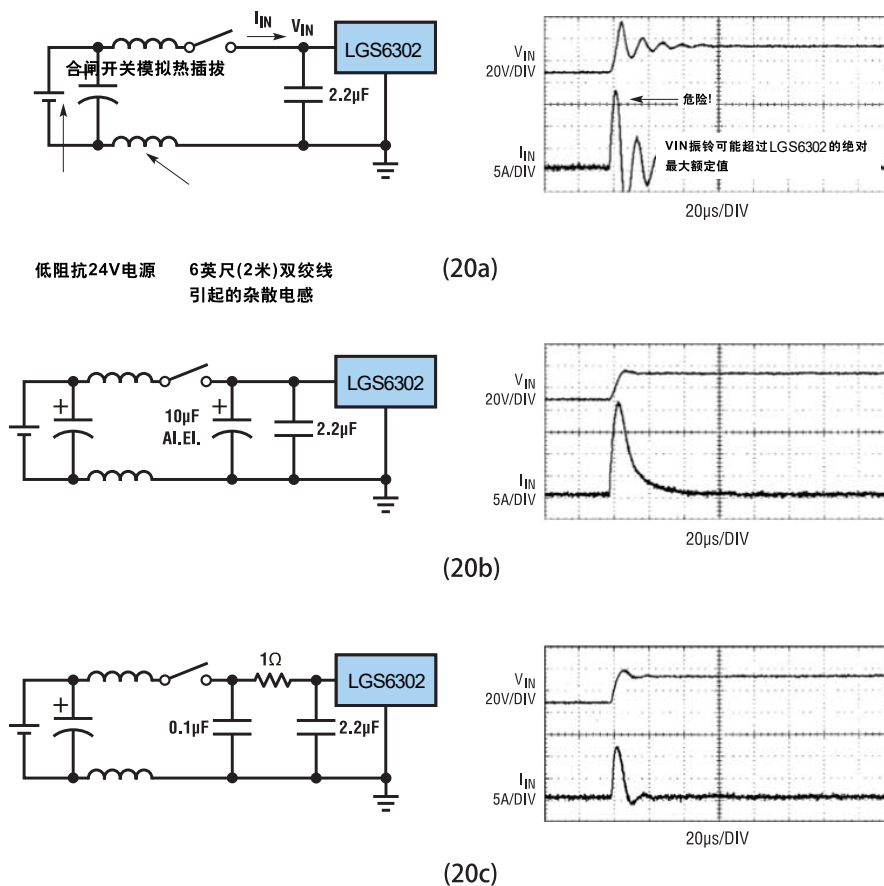 I_IN
V_IN
LGS6302
合闸开关模拟热插拔
+
2.2µF
V_IN
20V/DIV
危险!
VIN振铃可能超过LGS6302的绝对
最大额定值
I_IN
5A/DIV
20µs/DIV
低阻抗24V电源
6英尺(2米)双绞线
引起的杂散电感
(20a)
LGS6302
+
10µF
AI.EI.
+
2.2µF
V_IN
20V/DIV
I_IN
5A/DIV
20µs/DIV
(20b)
1Ω
LGS6302
+
0.1µF
2.2µF
V_IN
20V/DIV
I_IN
5A/DIV
20µs/DIV
(20c)